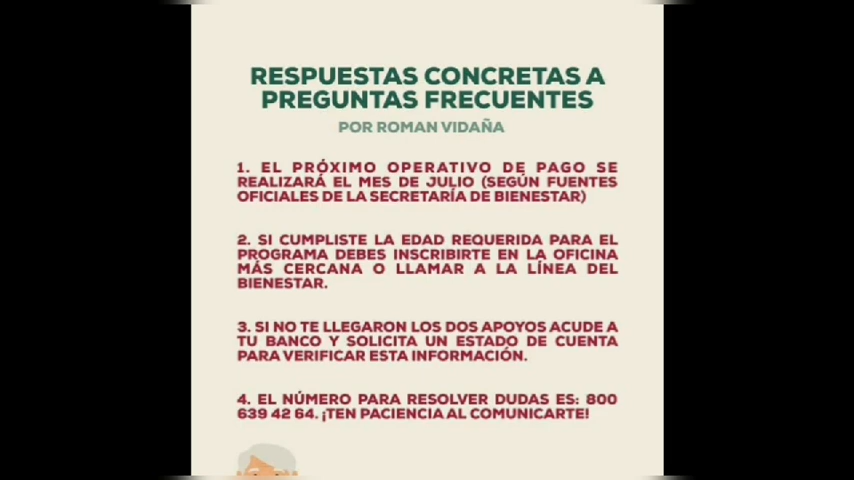 RESPUESTAS CONCRETAS A
PREGUNTAS FRECUENTES
POR ROMAN VIDAÑA
1. EL PRÓXIMO OPERATIVO DE PAGO SE
REALIZARÁ EL MES DE JULIO (SEGÚN FUENTES
OFICIALES DE LA SECRETARÍA DE BIENESTAR)
2. SI CUMPLISTE LA EDAD REQUERIDA PARA EL
PROGRAMA DEBES INSCRIBIRTE EN LA OFICINA
MÁS CERCANA O LLAMAR A LA LÍNEA DEL
BIENESTAR.
3. SI NO TE LLEGARON LOS DOS APOYOS ACUDE A
TU BANCO Y SOLICITA UN ESTADO DE CUENTA
PARA VERIFICAR ESTA INFORMACIÓN.
4. EL NÚMERO PARA RESOLVER DUDAS ES: 800
639 42 64. ¡TEN PACIENCIA AL COMUNICARTE!